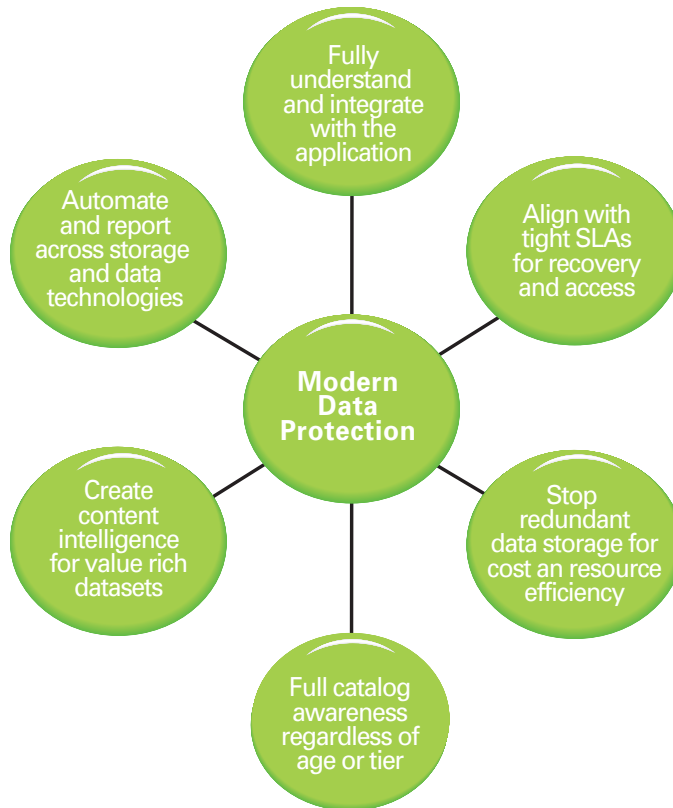 Fully
understand
and integrate
with the
application
Automate
and report
across storage
and data
technologies
Align with
tight SLAs
for recovery
and access
Modern
Data
Protection
Create
content
intelligence
for value rich
datasets
Stop
redundant
data storage for
cost an resource
efficiency
Full catalog
awareness
regardless of
age or tier